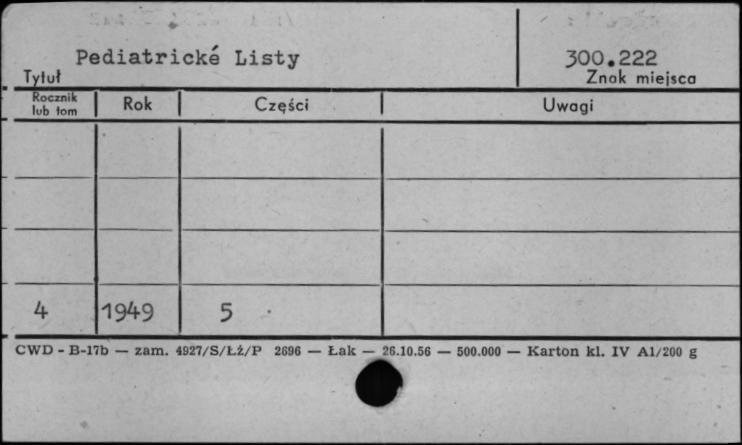 Pediatrické Listy 300.222
Tytuł Znak miejsca
Rocznik lub tom Rok Części Uwagi
4 1949 5
CWD - B-17b — zam. 4927/S/Łź/P 2696 — Łak — 26.10.56 — 500.000 — Karton kl. IV A1/200 g